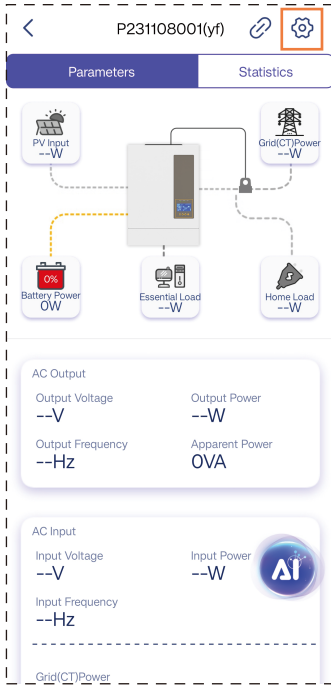 P231108001(yf)
Parameters
Statistics
PV Input
--W
Grid(CT)Power
--W
0%
Battery Power
0W
Essential Load
--W
Home Load
--W
AC Output
Output Voltage
Output Power
--V
--W
Output Frequency
Apparent Power
--Hz
0VA
AC Input
Input Voltage
Input Power
--V
--W
AI
Input Frequency
--Hz
Grid(CT)Power